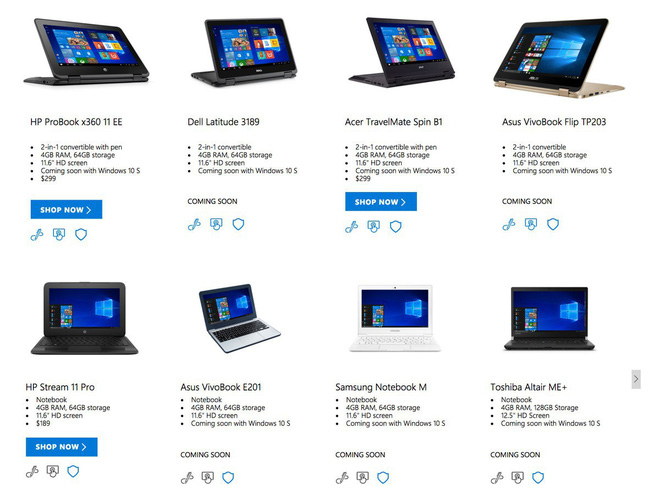 HP ProBook x360 11 EE
• 2-in-1 convertible with pen
• 4GB RAM, 64GB storage
• 11.6" HD screen
• Coming soon with Windows 10 S
• $299
SHOP NOW
Dell Latitude 3189
• 2-in-1 convertible
• 4GB RAM, 64GB storage
• 11.6" HD screen
• Coming soon with Windows 10 S
COMING SOON
Acer TravelMate Spin B1
• 2-in-1 convertible with pen
• 4GB RAM, 64GB storage
• 11.6" HD screen
• Coming soon with Windows 10 S
• $299
SHOP NOW
Asus VivoBook Flip TP203
• 2-in-1 convertible
• 4GB RAM, 64GB storage
• 11.6" HD screen
• Coming soon with Windows 10 S
COMING SOON
HP Stream 11 Pro
• Notebook
• 4GB RAM, 64GB storage
• 11.6" HD screen
• $189
SHOP NOW
Asus VivoBook E201
• Notebook
• 4GB RAM, 64GB storage
• 11.6" HD screen
• Coming soon with Windows 10 S
COMING SOON
Samsung Notebook M
• Notebook
• 4GB RAM, 64GB storage
• 11.6" HD screen
• Coming soon with Windows 10 S
COMING SOON
Toshiba Altair ME+
• Notebook
• 4GB RAM, 128GB Storage
• 12.5" HD Screen
• Coming soon with Windows 10 S
COMING SOON